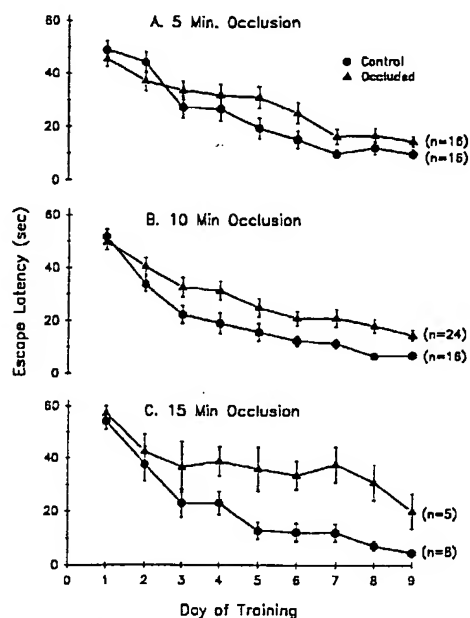 A. 5 Min. Occlusion
Control
Occluded
60
40
20
0
(n=16)
(n=16)
B. 10 Min Occlusion
60
40
20
0
(n=24)
(n=16)
Escape Latency (sec)
C. 15 Min Occlusion
60
40
20
0
(n=5)
(n=8)
0 1 2 3 4 5 6 7 8 9
Day of Training